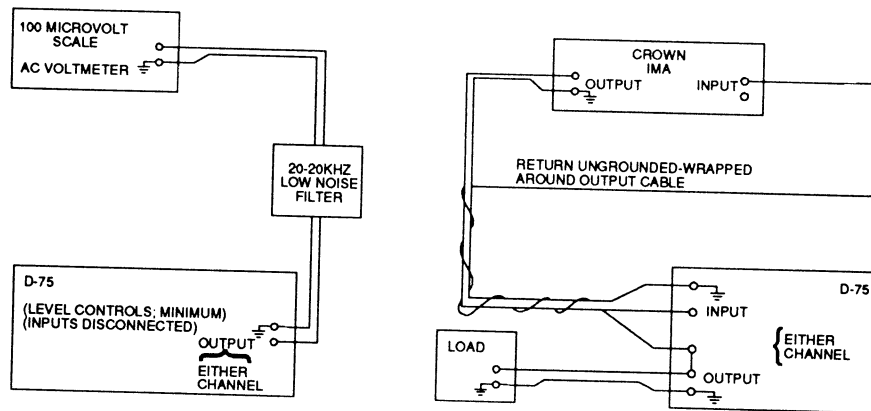 100 MICROVOLT
SCALE
AC VOLTMETER
20-20KHZ
LOW NOISE
FILTER
D-75
(LEVEL CONTROLS; MINIMUM)
(INPUTS DISCONNECTED)
OUTPUT
EITHER
CHANNEL
CROWN
IMA
OUTPUT
INPUT
RETURN UNGROUNDED-WRAPPED
AROUND OUTPUT CABLE
D-75
INPUT
EITHER
CHANNEL
OUTPUT
LOAD